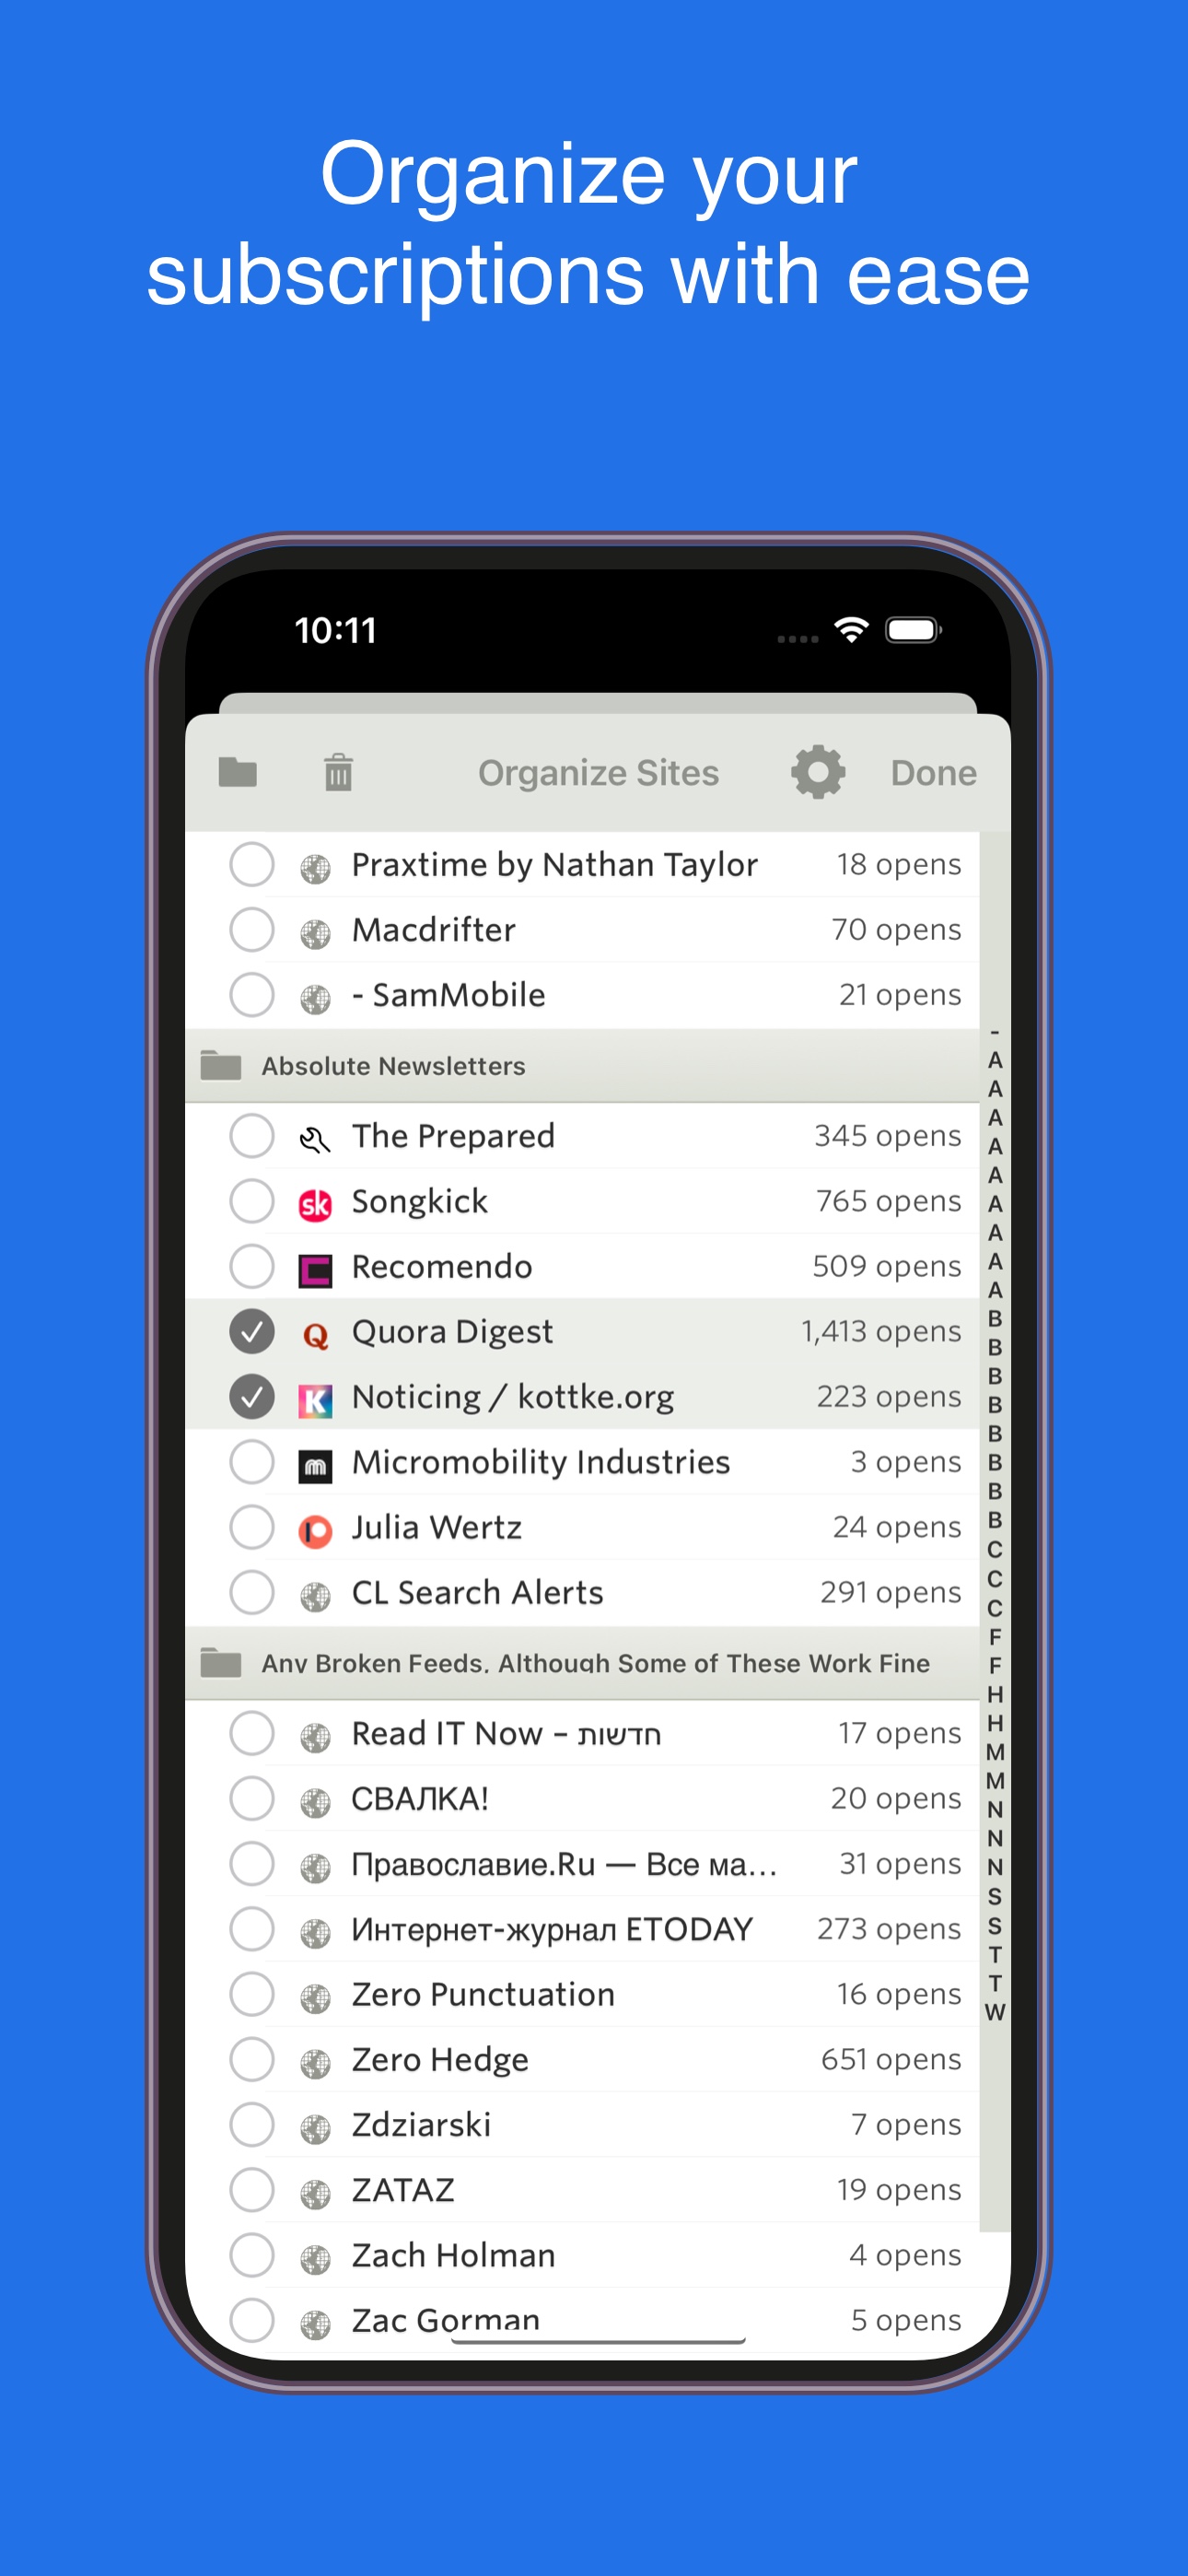 Organize your
subscriptions with ease
10:11
Organize Sites Done
Praxtime by Nathan Taylor 18 opens
Macdrifter 70 opens
- SamMobile 21 opens
Absolute Newsletters
The Prepared 345 opens
sk Songkick 765 opens
Recomendo 509 opens
Q Quora Digest 1,413 opens
K Noticing / kottke.org 223 opens
m Micromobility Industries 3 opens
Julia Wertz 24 opens
CL Search Alerts 291 opens
Any Broken Feeds, Although Some of These Work Fine
Read IT Now – חדשות 17 opens
СВАЛКА! 20 opens
Православие.Ru — Все ма... 31 opens
Интернет-журнал ETODAY 273 opens
Zero Punctuation 16 opens
Zero Hedge 651 opens
Zdziarski 7 opens
ZATAZ 19 opens
Zach Holman 4 opens
Zac Gorman 5 opens
-
A
A
A
A
A
A
A
A
A
B
B
B
B
B
B
B
B
C
C
C
F
F
H
H
M
M
N
N
N
S
S
T
T
W